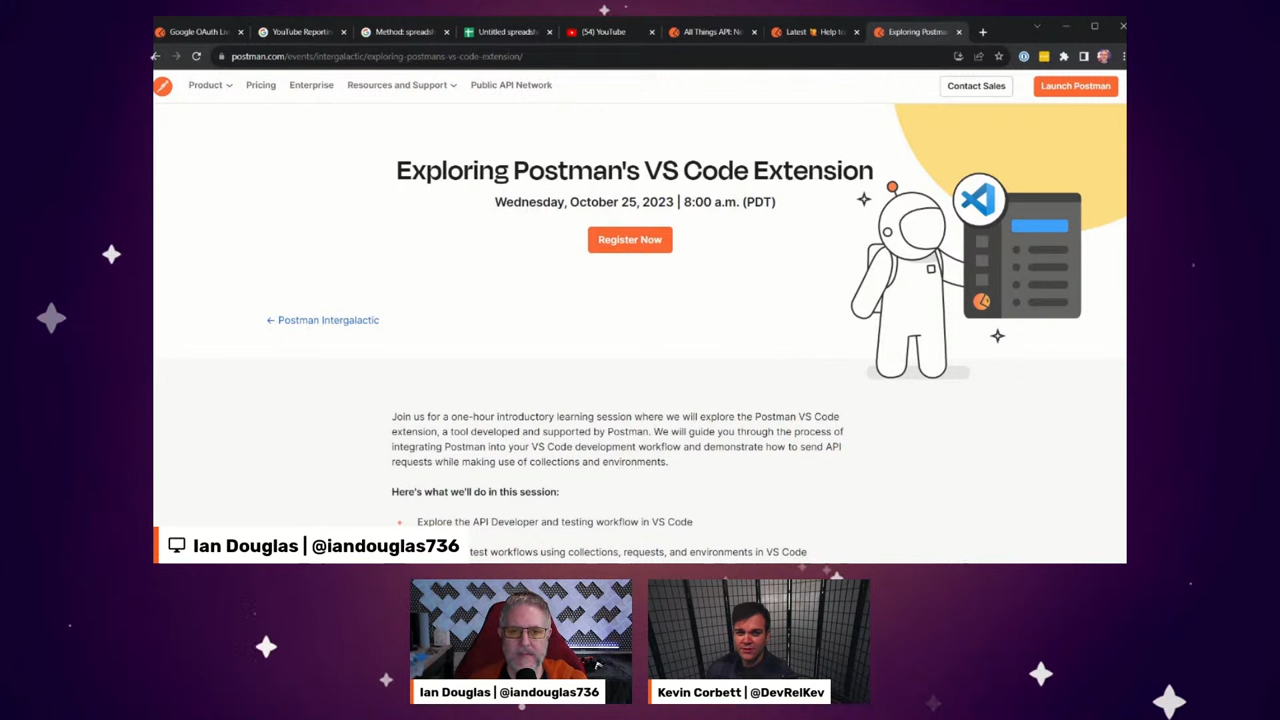 Google OAuth Liv
YouTube Reportin
Method: spreads
Untitled spreads
(54) YouTube
All Things API: N
Latest Help to
Exploring Postma
postman.com/events/intergalactic/exploring-postmans-vs-code-extension/
Product
Pricing
Enterprise
Resources and Support
Public API Network
Contact Sales
Launch Postman
Exploring Postman's VS Code Extension
Wednesday, October 25, 2023 | 8:00 a.m. (PDT)
Register Now
← Postman Intergalactic
Join us for a one-hour introductory learning session where we will explore the Postman VS Code
extension, a tool developed and supported by Postman. We will guide you through the process of
integrating Postman into your VS Code development workflow and demonstrate how to send API
requests while making use of collections and environments.
Here's what we'll do in this session:
Explore the API Developer and testing workflow in VS Code
test workflows using collections, requests, and environments in VS Code
Ian Douglas | @iandouglas736
Ian Douglas | @iandouglas736
Kevin Corbett | @DevRelKev